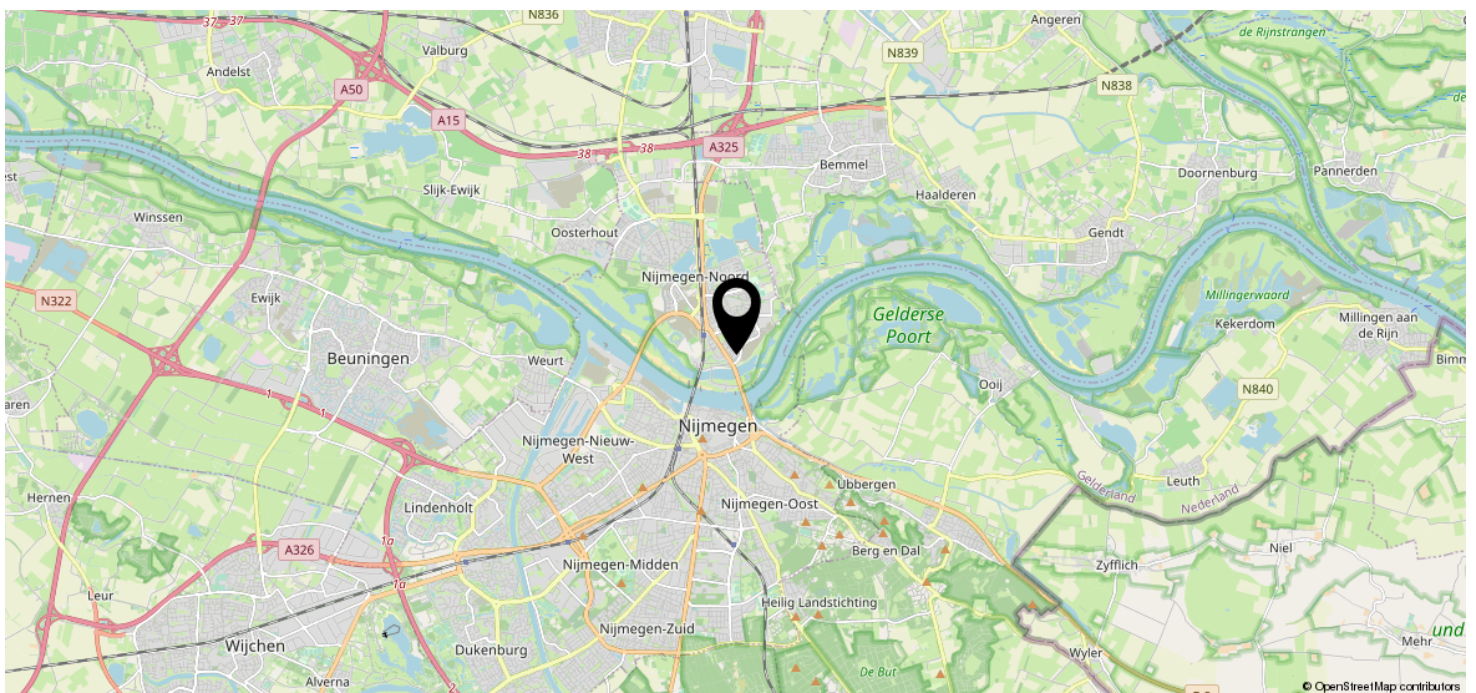 N836
37
37
Angeren
de Rijnstrangen
Valburg
N839
Andelst
A50
N838
A15
38
38
A325
Bemmel
Pannerden
Doornenburg
Slijk-Ewijk
Haalderen
Winssen
Oosterhout
Gendt
Nijmegen-Noord
N322
Ewijk
Millingerwaard
Gelderse
Poort
Kekerdom
Millingen aan
de Rijn
Beuningen
Weurt
Bimm
Ooij
N840
1
1
aren
Nijmegen
Nijmegen-Nieuw-
West
Ubbergen
Leuth
Gelderland
Nederland
Hernen
Lindenholt
Nijmegen-Oost
1a
A326
Berg en Dal
Niel
Nijmegen-Midden
Zyfflich
1a
Leur
Heilig Landstichting
Nijmegen-Zuid
und
Wijchen
Dukenburg
Mehr
Wyler
De But
Alverna
2
© OpenStreetMap contributors